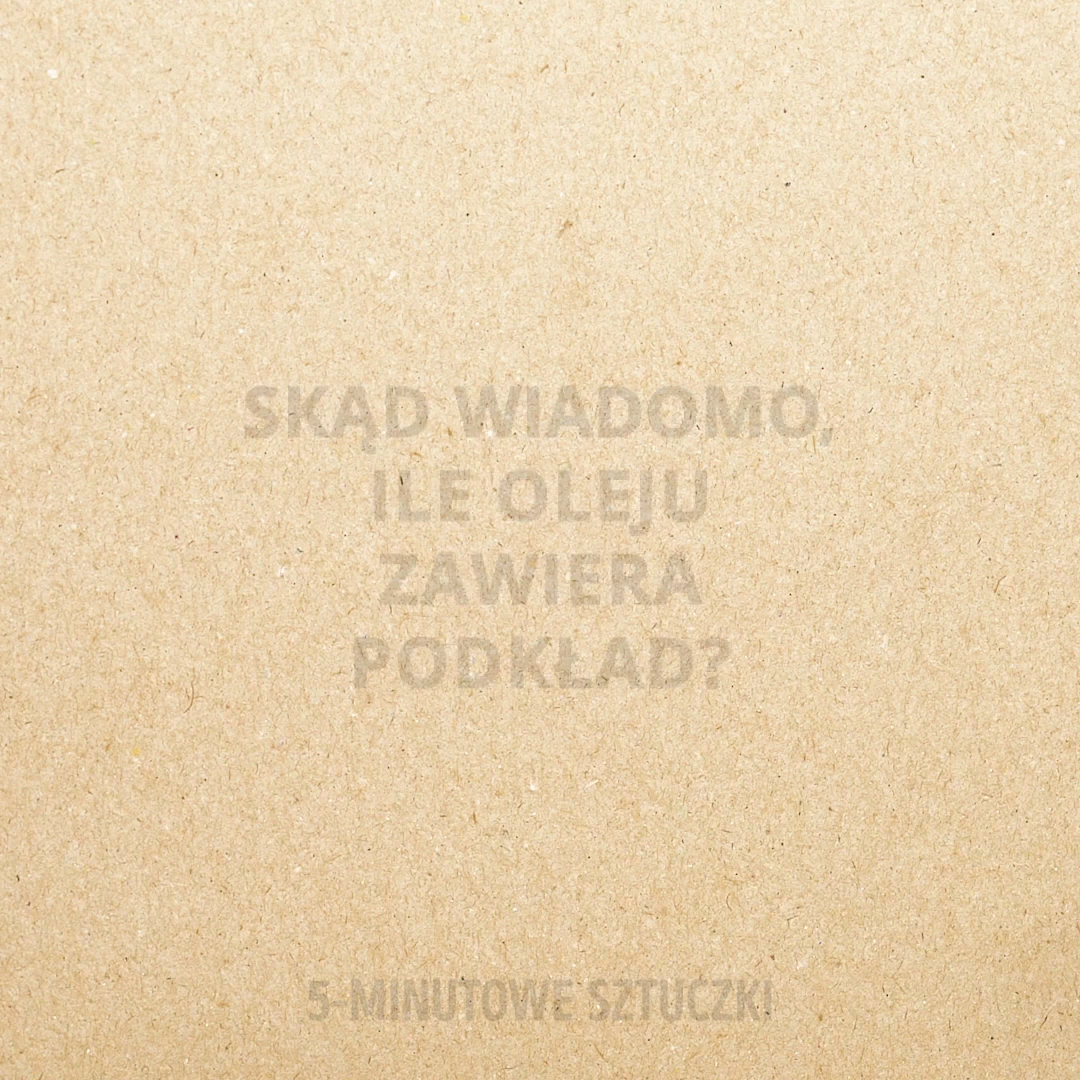 SKĄD WIADOMO,
ILE OLEJU
ZAWIERA
PODKŁAD?
5-MINUTOWE SZTUCZKI